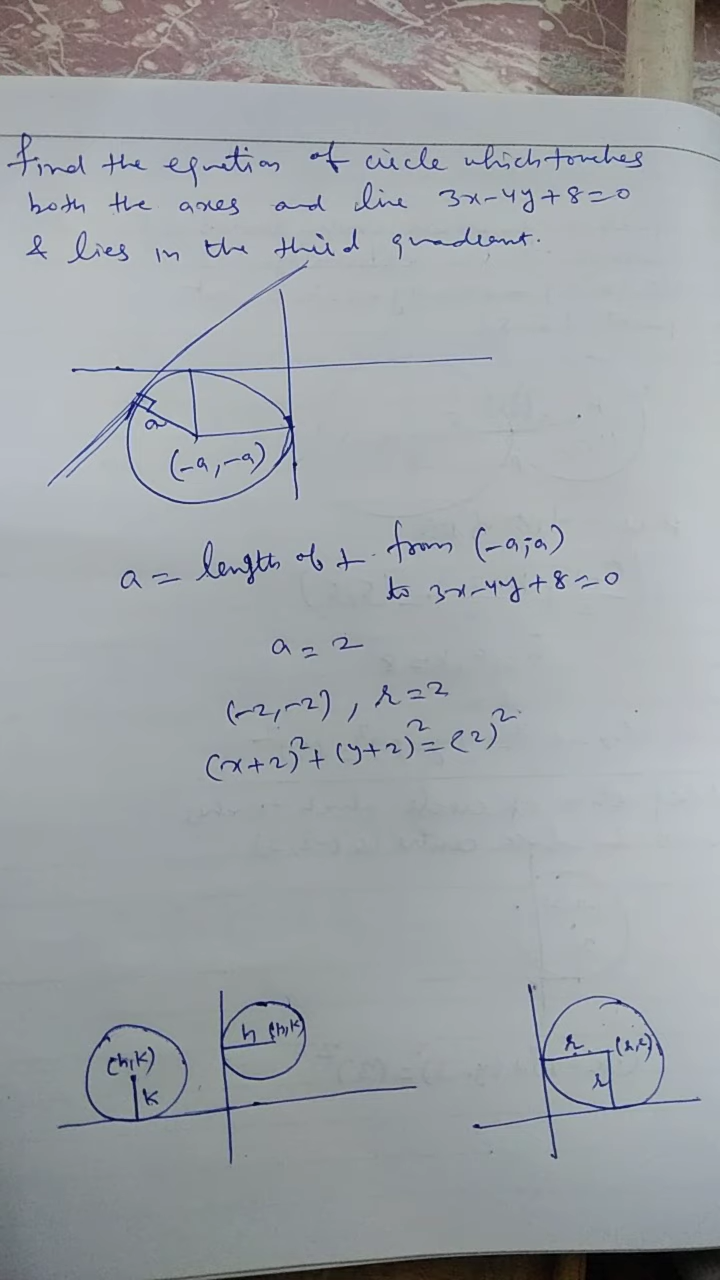 find the equation of circle which touches
both the axes and line 3x-4y+8=0
& lies in the third quadrant.
a
(-a,-a)
a = length of ⊥ from (-a,-a)
to 3x-4y+8=0
a = 2
(-2,-2), r=2
(x+2)²+(y+2)²=(2)²
(h,k)
k
h (h,k)
r (r,r)
r